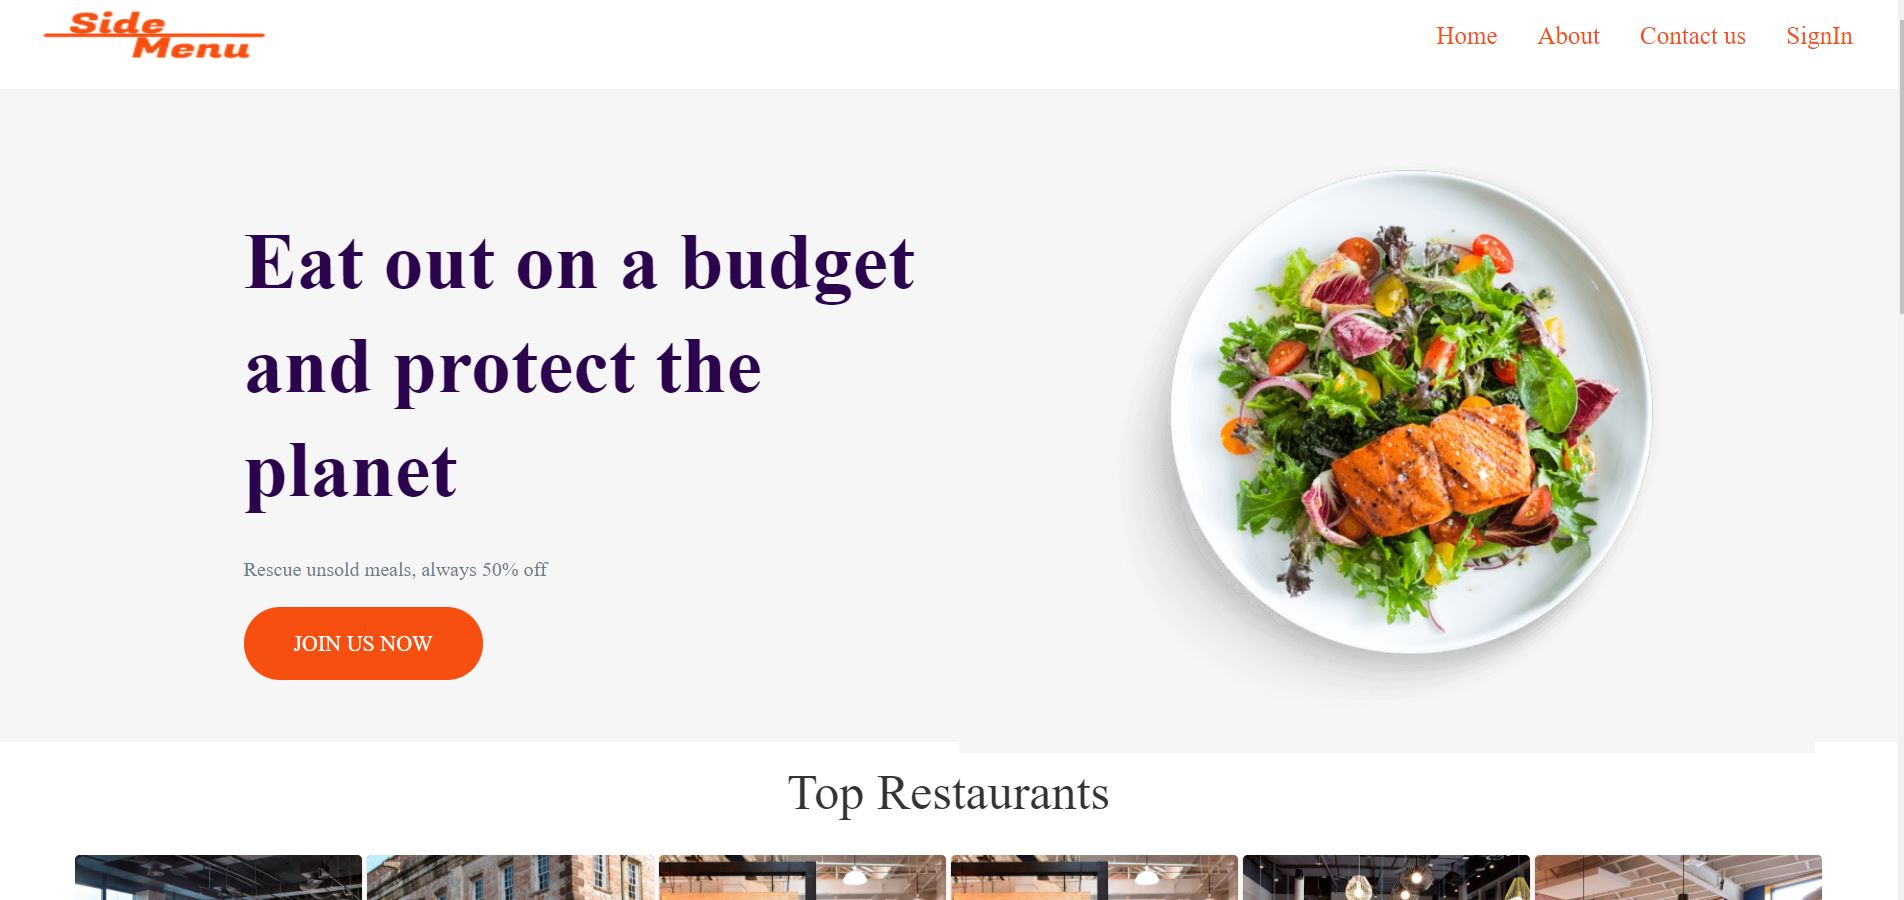 Side
Menu
Home
About
Contact us
SignIn
Eat out on a budget
and protect the
planet
Rescue unsold meals, always 50% off
JOIN US NOW
Top Restaurants